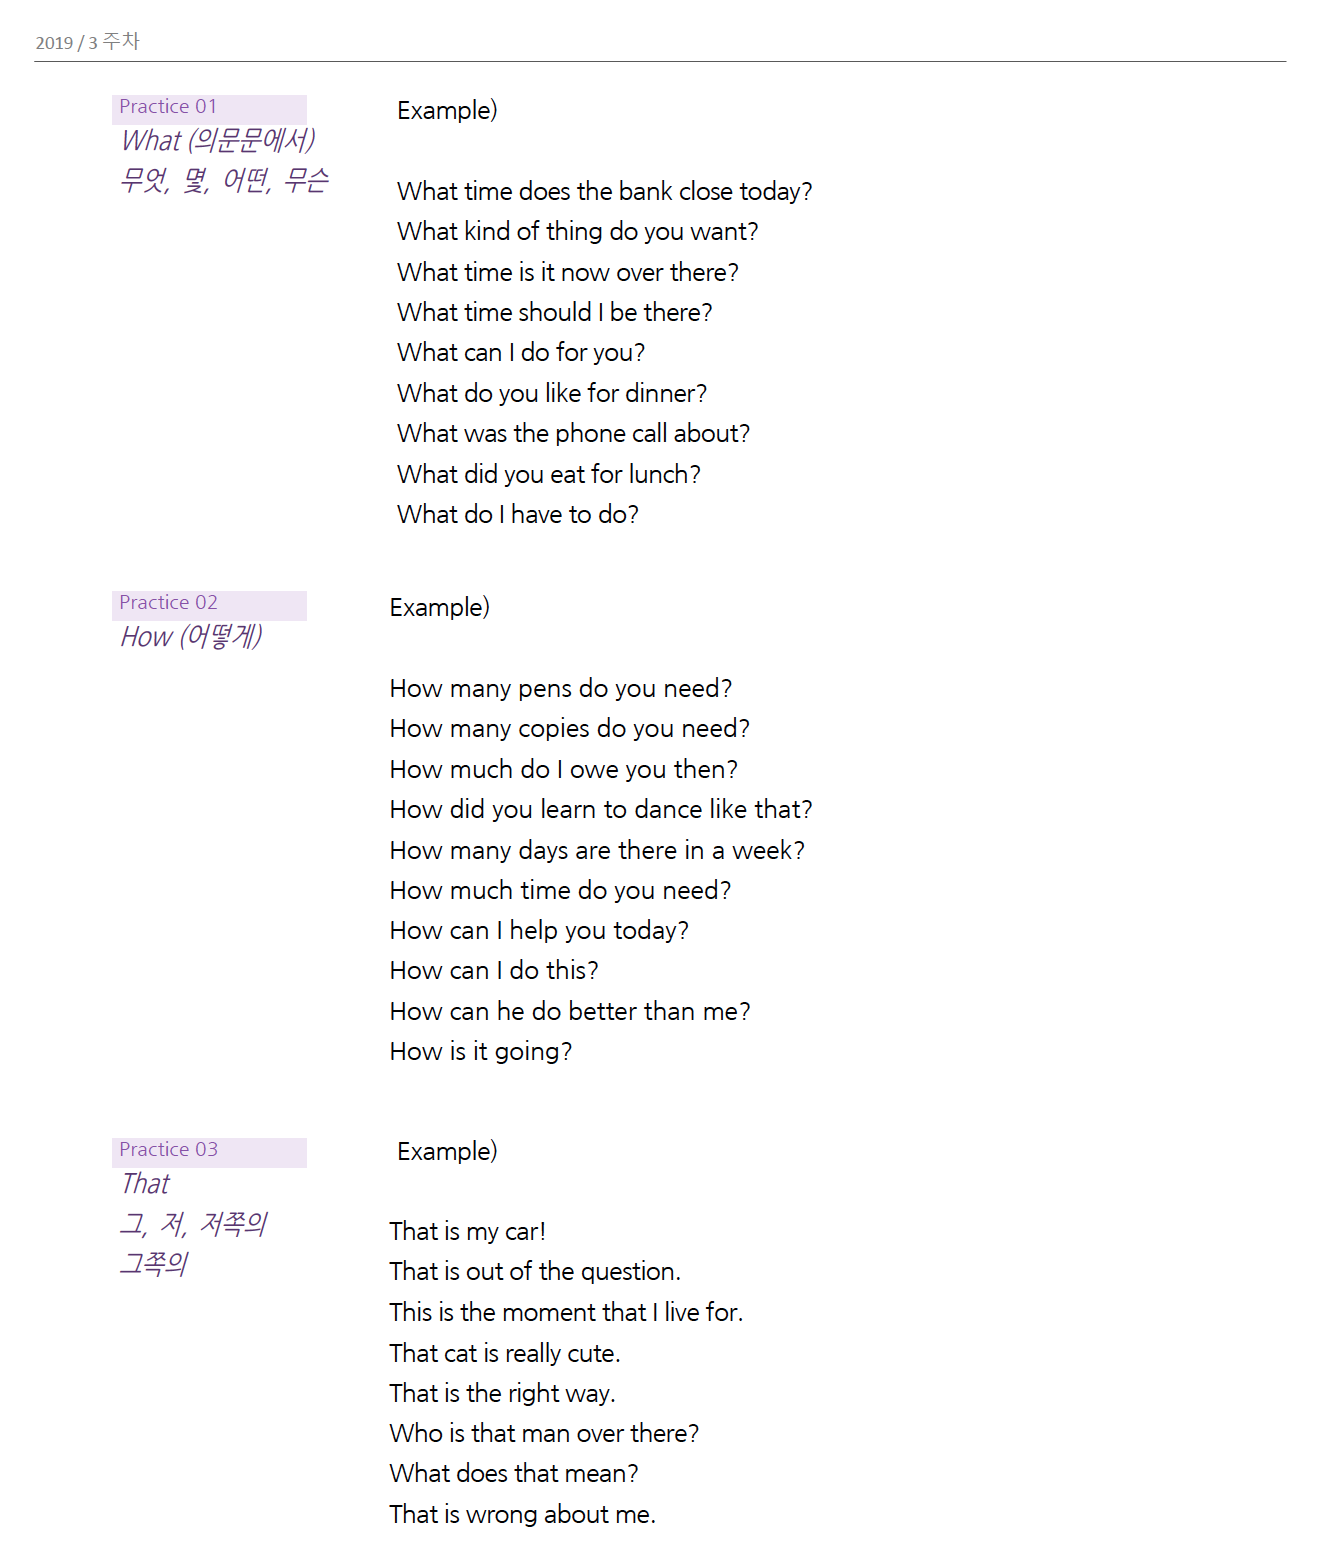 2019 / 3 주차
Practice 01
What (의문문에서)
무엇, 몇, 어떤, 무슨
Example)
What time does the bank close today?
What kind of thing do you want?
What time is it now over there?
What time should I be there?
What can I do for you?
What do you like for dinner?
What was the phone call about?
What did you eat for lunch?
What do I have to do?
Practice 02
How (어떻게)
Example)
How many pens do you need?
How many copies do you need?
How much do I owe you then?
How did you learn to dance like that?
How many days are there in a week?
How much time do you need?
How can I help you today?
How can I do this?
How can he do better than me?
How is it going?
Practice 03
That
그, 저, 저쪽의
그쪽의
Example)
That is my car!
That is out of the question.
This is the moment that I live for.
That cat is really cute.
That is the right way.
Who is that man over there?
What does that mean?
That is wrong about me.